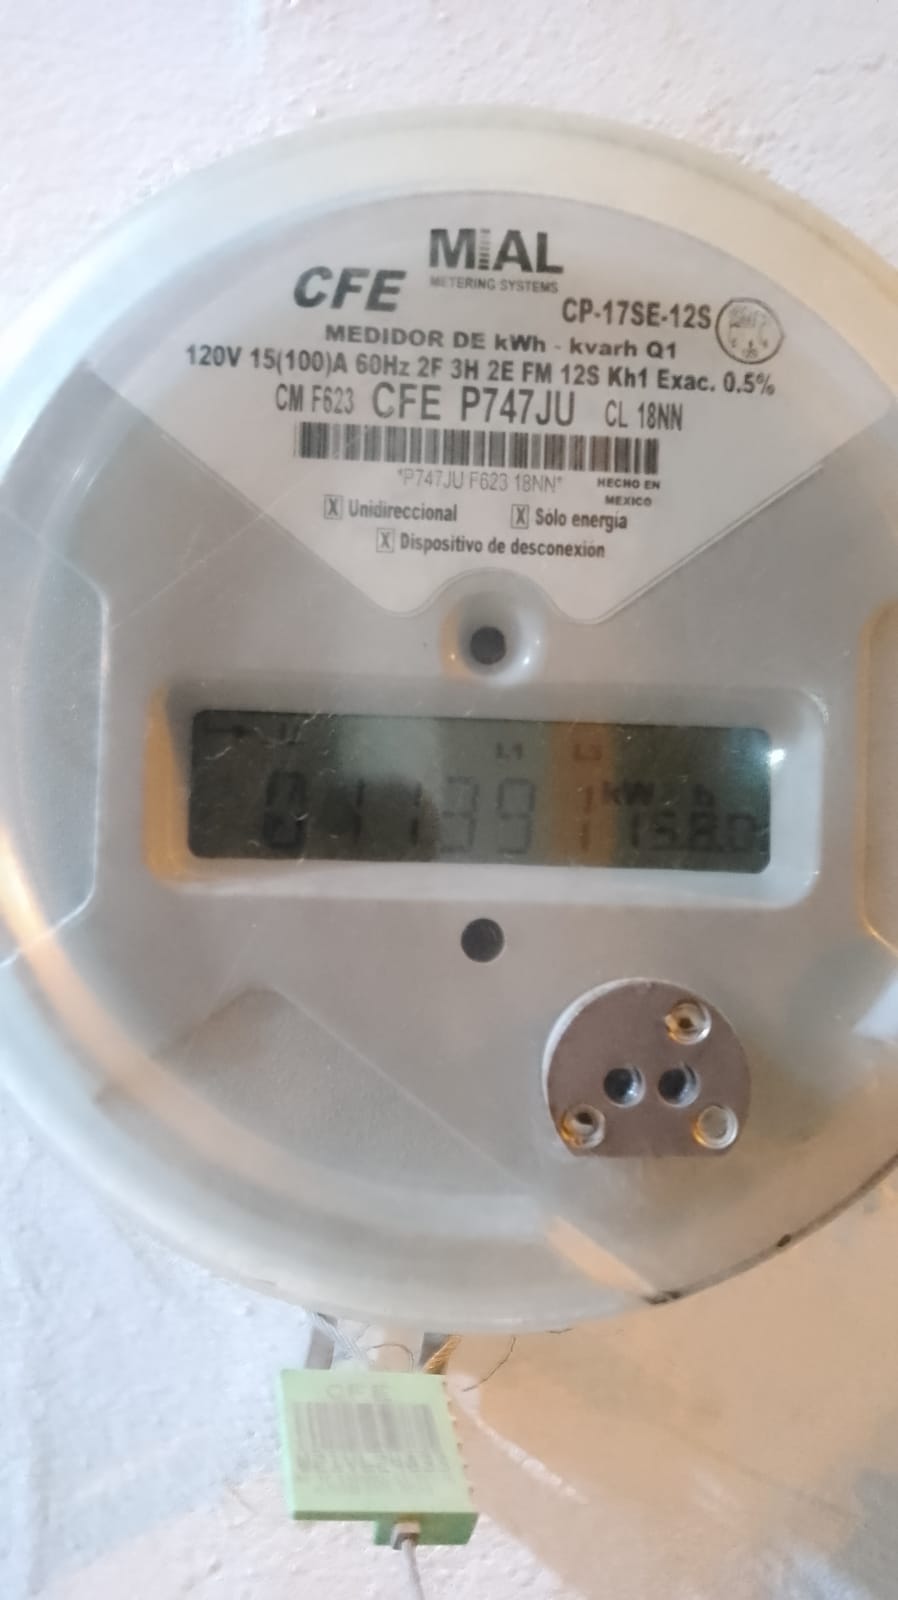 MIAL
METERING SYSTEMS
CFE
CP-17SE-12S
MEDIDOR DE kWh - kvarh Q1
120V 15(100)A 60Hz 2F 3H 2E FM 12S Kh1 Exac. 0.5%
CM F623 CFE P747JU CL 18NN
*P747JU F623 18NN*
HECHO EN
MEXICO
X Unidireccional X Sólo energía
X Dispositivo de desconexión
L1
kW h
CFE